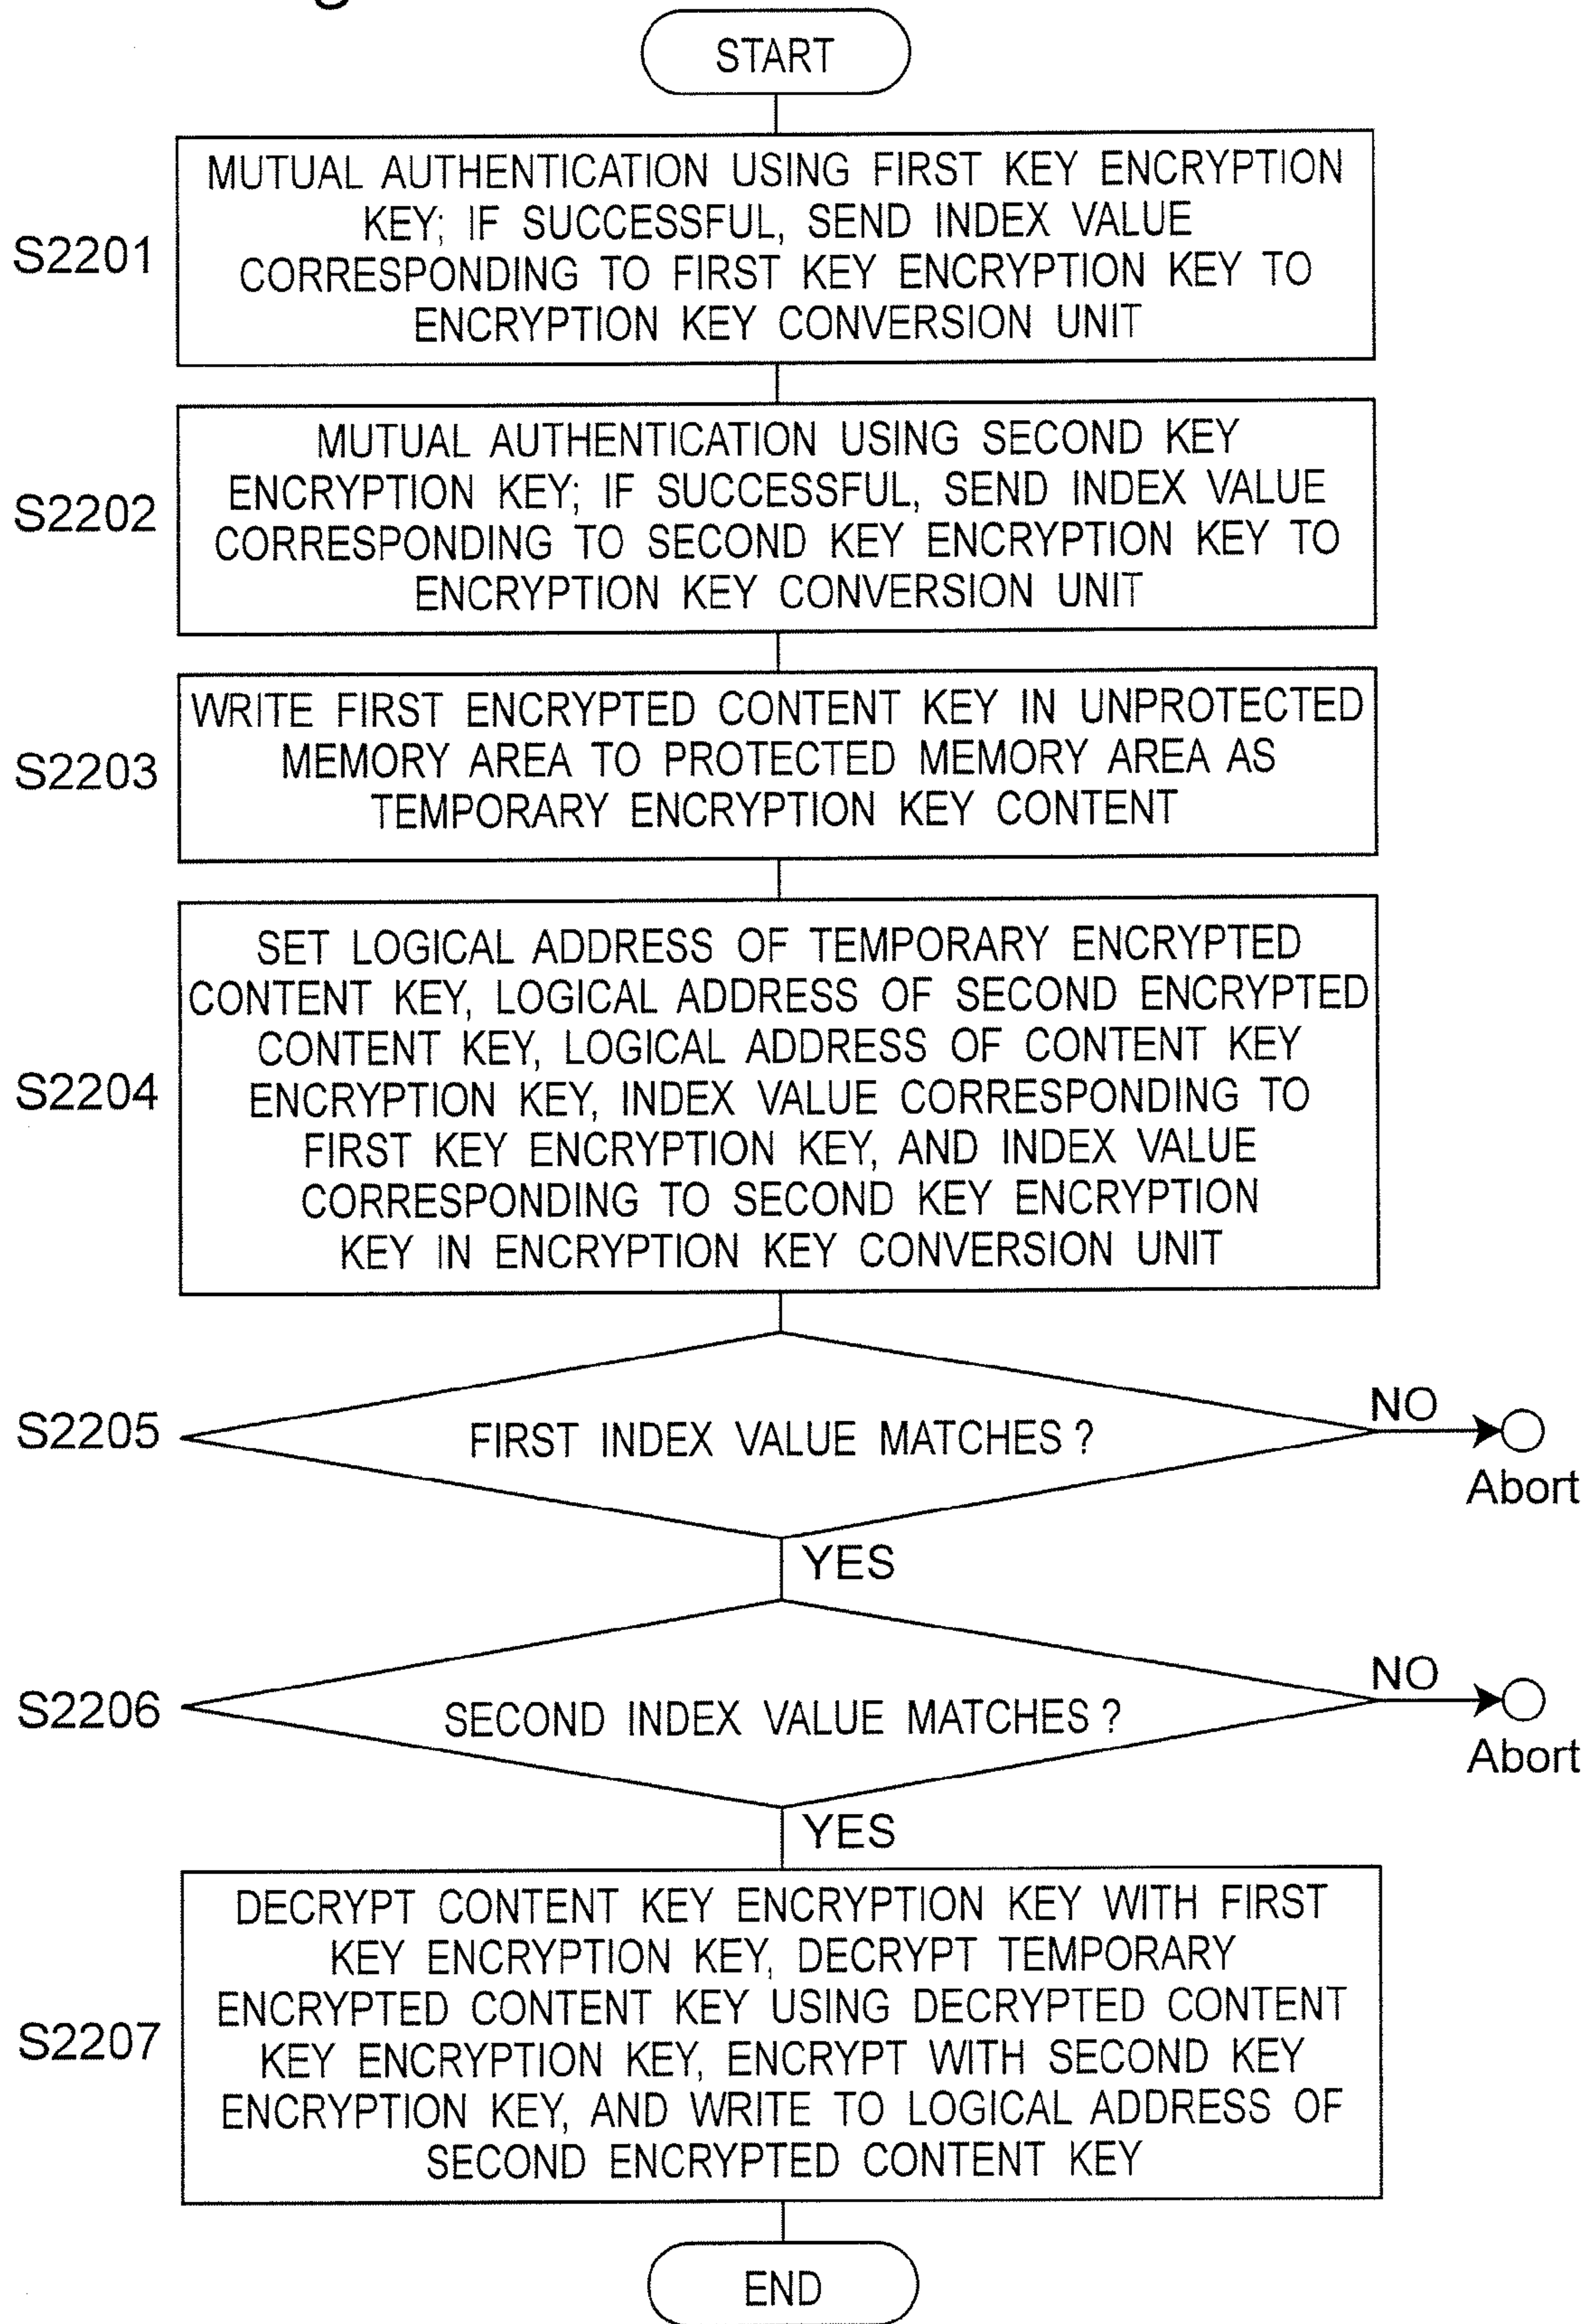 START
S2201
MUTUAL AUTHENTICATION USING FIRST KEY ENCRYPTION
KEY; IF SUCCESSFUL, SEND INDEX VALUE
CORRESPONDING TO FIRST KEY ENCRYPTION KEY TO
ENCRYPTION KEY CONVERSION UNIT
S2202
MUTUAL AUTHENTICATION USING SECOND KEY
ENCRYPTION KEY; IF SUCCESSFUL, SEND INDEX VALUE
CORRESPONDING TO SECOND KEY ENCRYPTION KEY TO
ENCRYPTION KEY CONVERSION UNIT
S2203
WRITE FIRST ENCRYPTED CONTENT KEY IN UNPROTECTED
MEMORY AREA TO PROTECTED MEMORY AREA AS
TEMPORARY ENCRYPTION KEY CONTENT
S2204
SET LOGICAL ADDRESS OF TEMPORARY ENCRYPTED
CONTENT KEY, LOGICAL ADDRESS OF SECOND ENCRYPTED
CONTENT KEY, LOGICAL ADDRESS OF CONTENT KEY
ENCRYPTION KEY, INDEX VALUE CORRESPONDING TO
FIRST KEY ENCRYPTION KEY, AND INDEX VALUE
CORRESPONDING TO SECOND KEY ENCRYPTION
KEY IN ENCRYPTION KEY CONVERSION UNIT
S2205
FIRST INDEX VALUE MATCHES ?
NO
Abort
YES
S2206
SECOND INDEX VALUE MATCHES ?
NO
Abort
YES
S2207
DECRYPT CONTENT KEY ENCRYPTION KEY WITH FIRST
KEY ENCRYPTION KEY, DECRYPT TEMPORARY
ENCRYPTED CONTENT KEY USING DECRYPTED CONTENT
KEY ENCRYPTION KEY, ENCRYPT WITH SECOND KEY
ENCRYPTION KEY, AND WRITE TO LOGICAL ADDRESS OF
SECOND ENCRYPTED CONTENT KEY
END